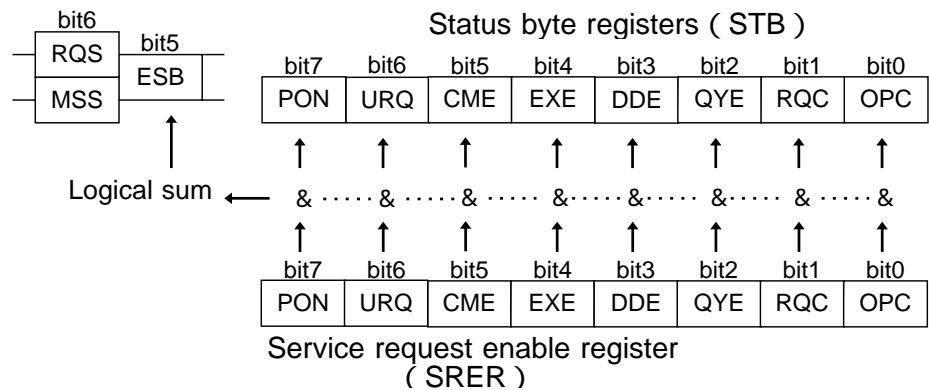 bit6
Status byte registers ( STB )
RQS
bit5
ESB
MSS
bit7 bit6 bit5 bit4 bit3 bit2 bit1 bit0
PON URQ CME EXE DDE QYE RQC OPC
Logical sum
& ····· & ······ & ······ & ····· & ······ & ······ & ······ &
bit7 bit6 bit5 bit4 bit3 bit2 bit1 bit0
PON URQ CME EXE DDE QYE RQC OPC
Service request enable register
( SRER )